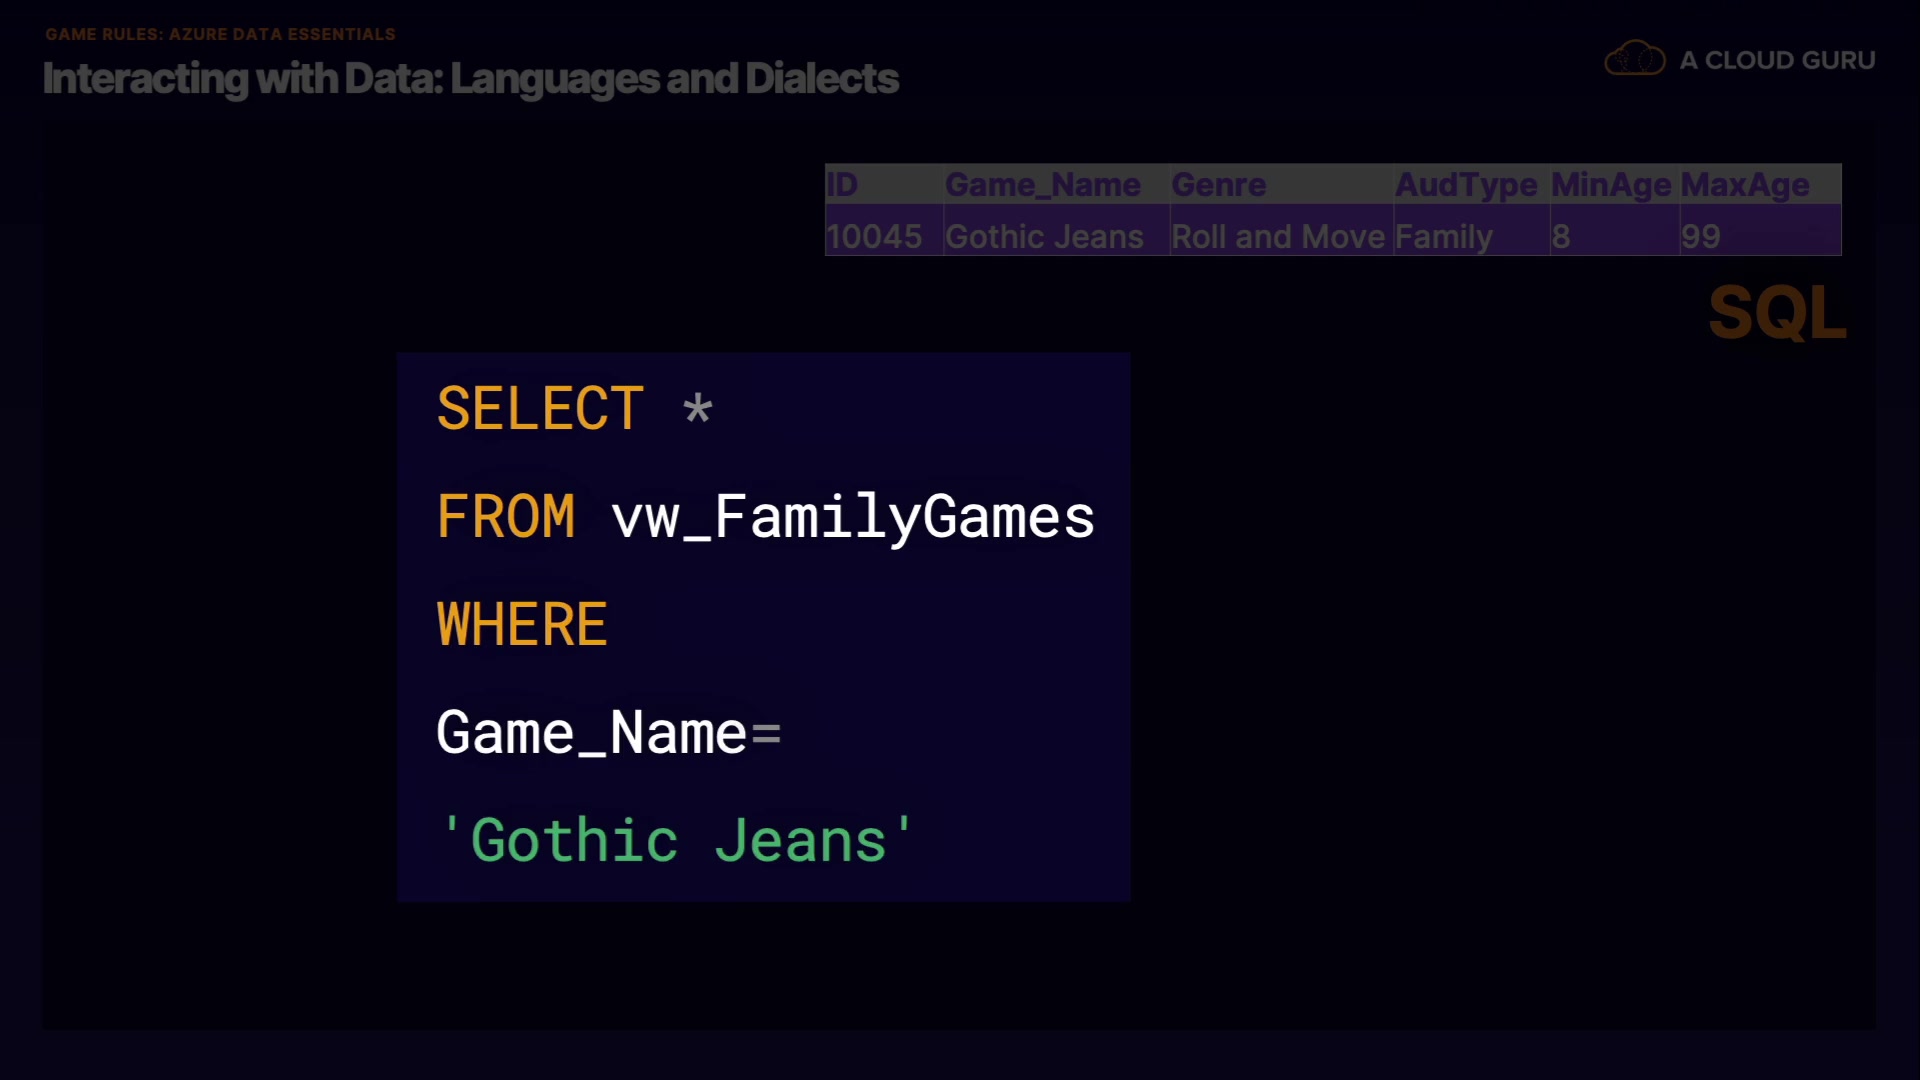 GAME RULES: AZURE DATA ESSENTIALS
Interacting with Data: Languages and Dialects
A CLOUD GURU
ID Game_Name Genre AudType MinAge MaxAge
10045 Gothic Jeans Roll and Move Family 8 99
SQL
SELECT *
FROM vw_FamilyGames
WHERE
Game_Name=
'Gothic Jeans'